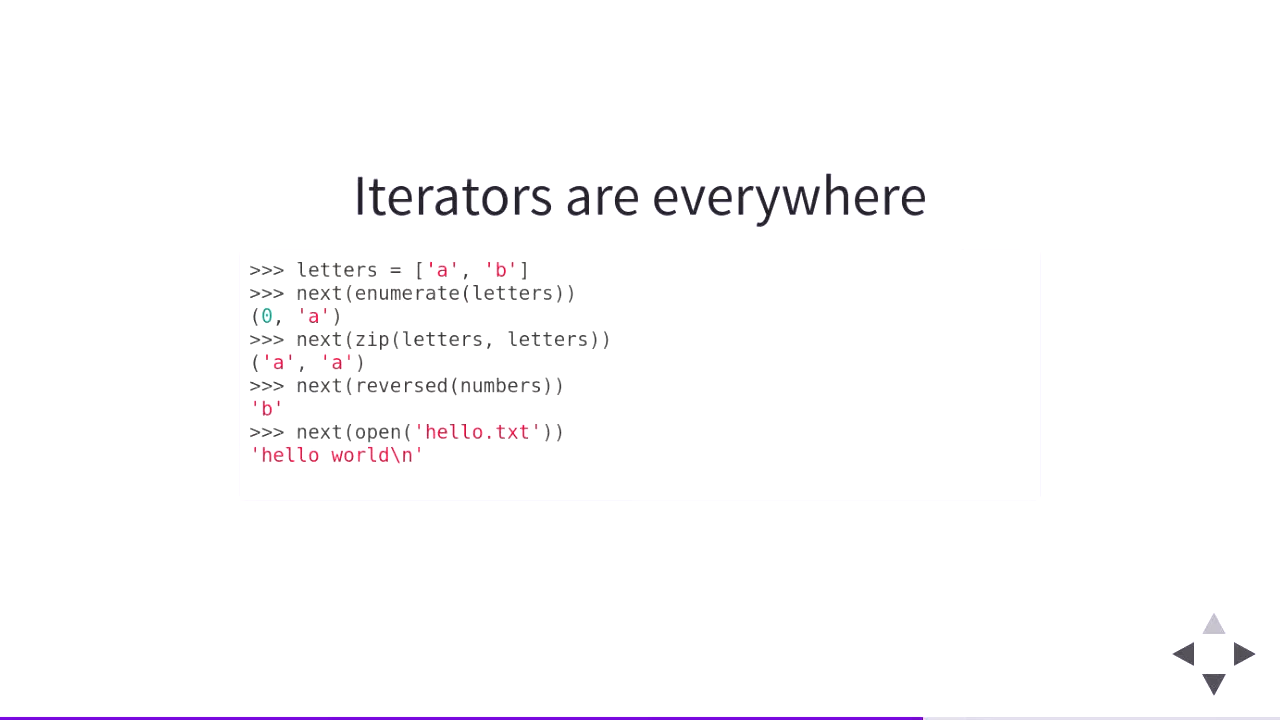 Iterators are everywhere
>>> letters = ['a', 'b']
>>> next(enumerate(letters))
(0, 'a')
>>> next(zip(letters, letters))
('a', 'a')
>>> next(reversed(numbers))
'b'
>>> next(open('hello.txt'))
'hello world\n'